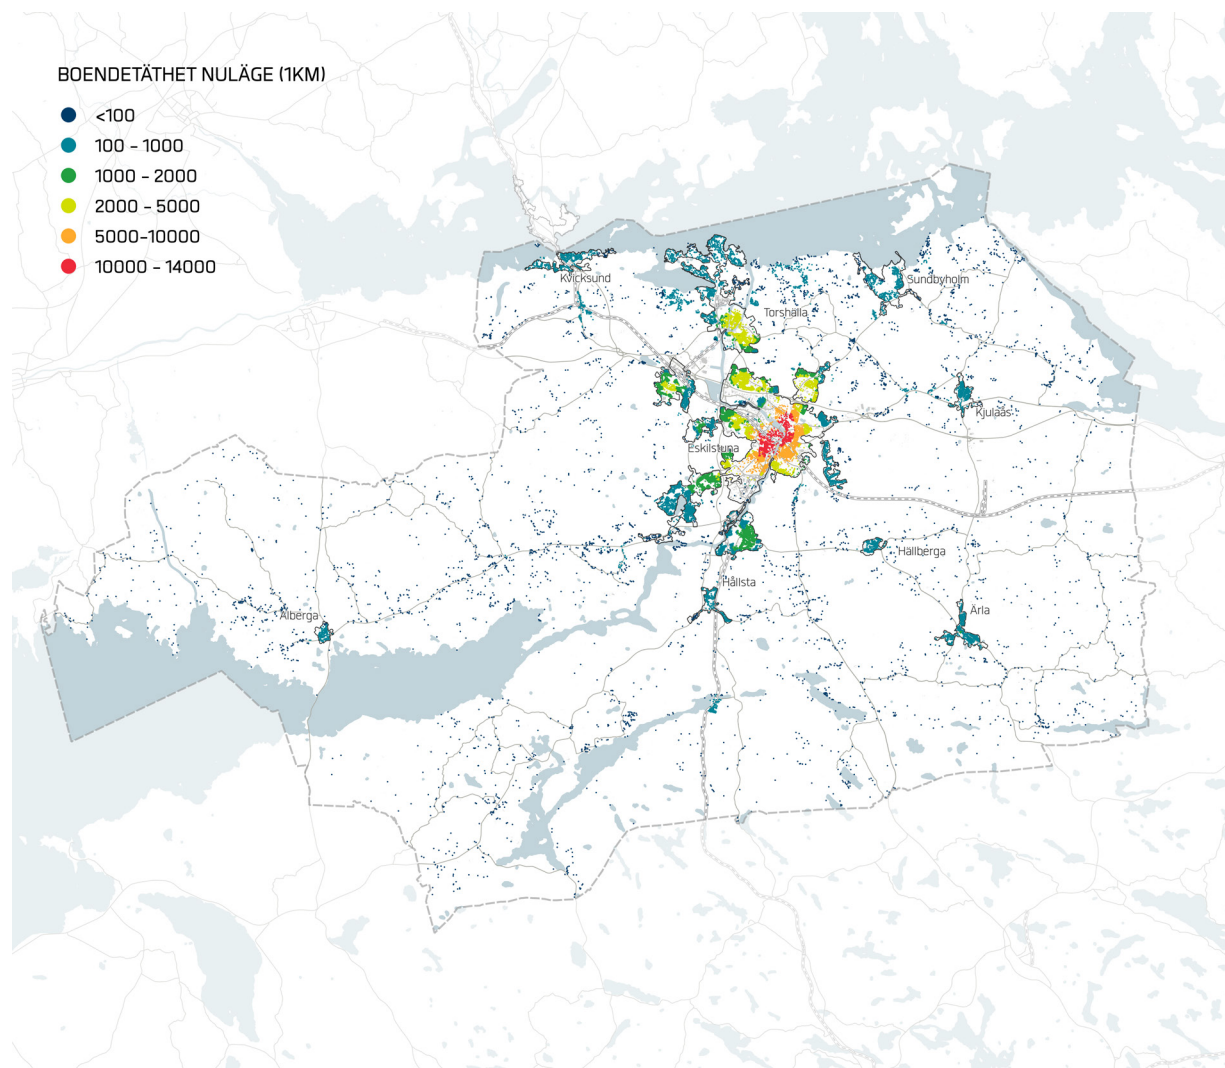 BOENDETÄTHET NULÄGE (1KM)
<100
100 - 1000
1000 - 2000
2000 - 5000
5000-10000
10000 - 14000
Kvicksund
Sundbyholm
Torshälla
Kjulaås
Eskilstuna
Hällberga
Hållsta
Ärla
Alberga